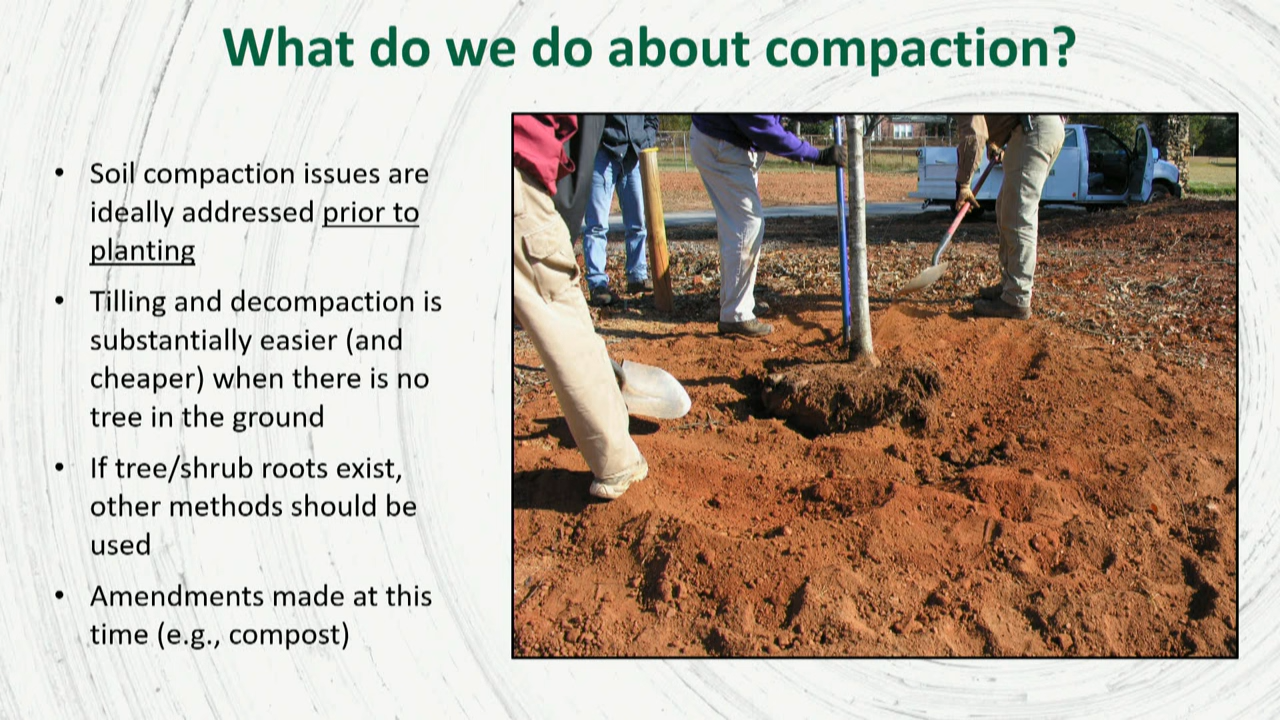 What do we do about compaction?
• Soil compaction issues are
ideally addressed prior to
planting
• Tilling and decompaction is
substantially easier (and
cheaper) when there is no
tree in the ground
• If tree/shrub roots exist,
other methods should be
used
• Amendments made at this
time (e.g., compost)